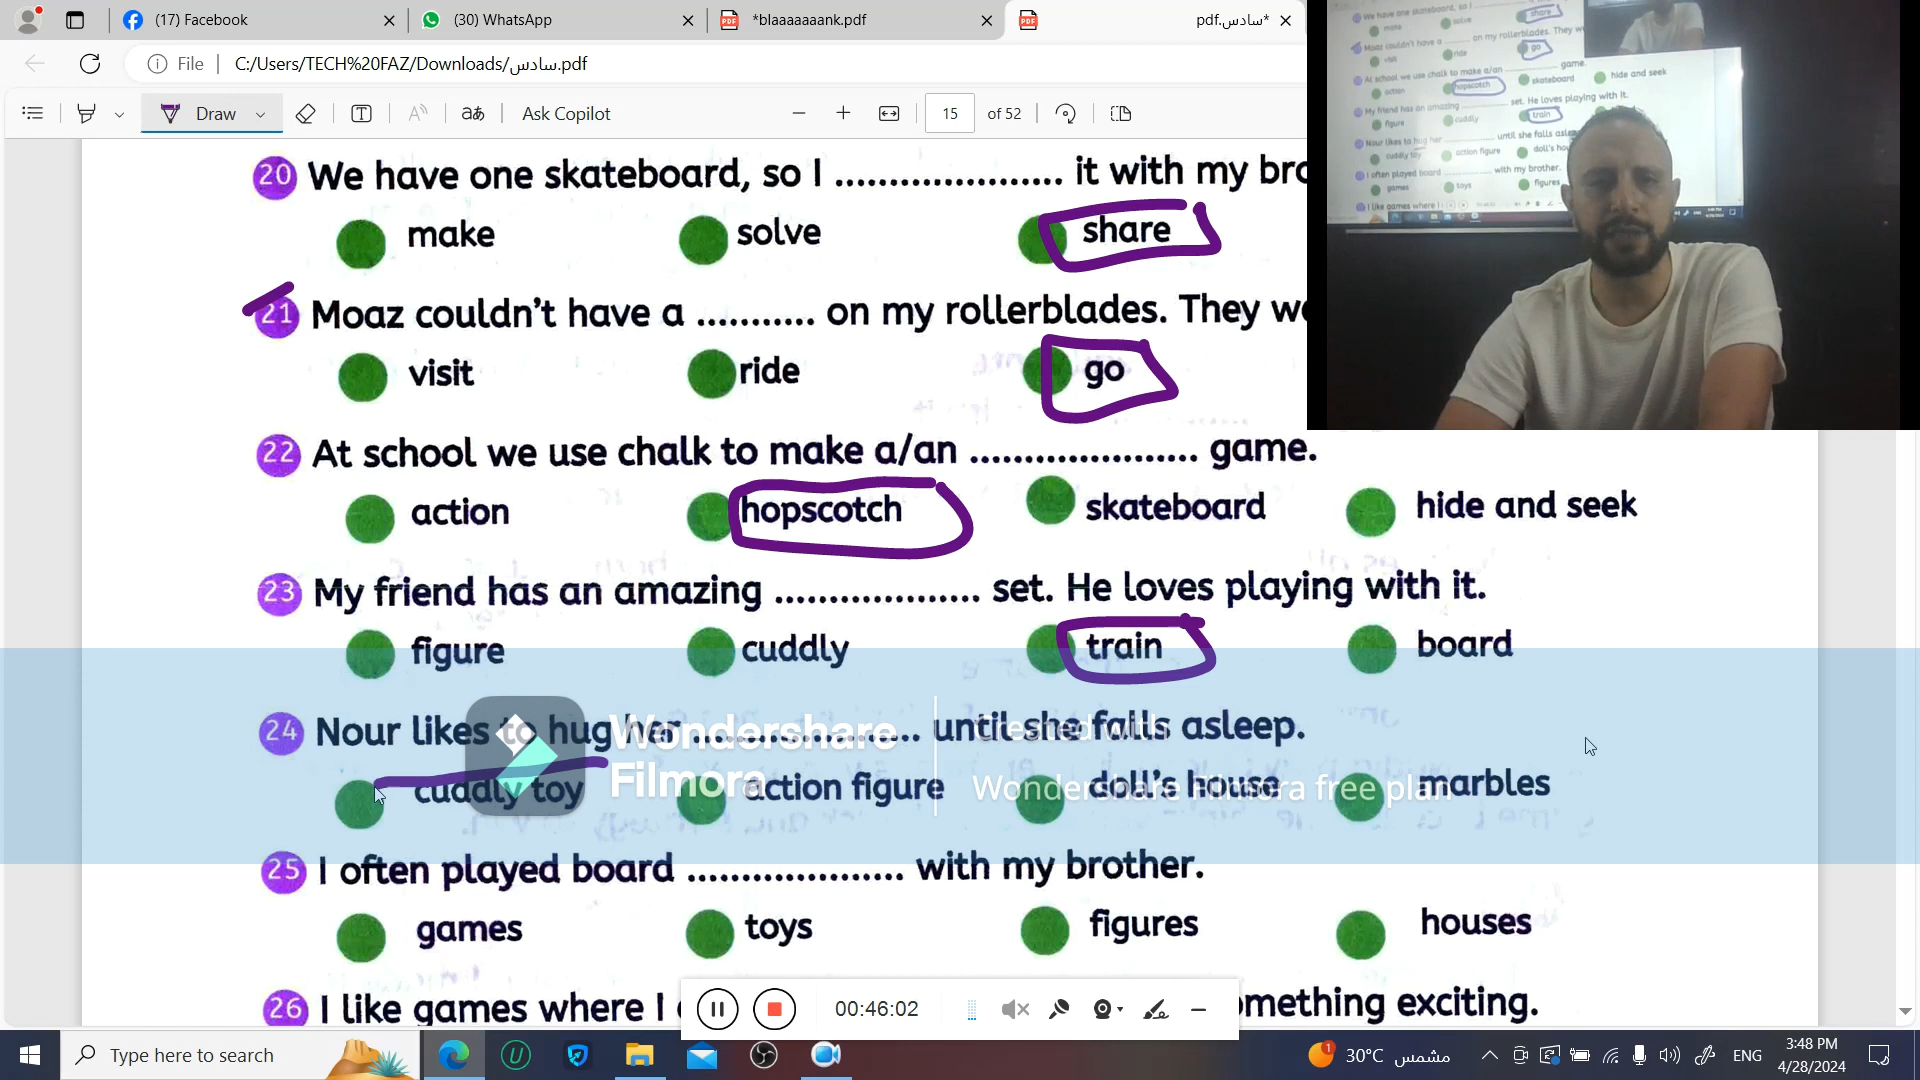 (17) Facebook
(30) WhatsApp
*blaaaaaaank.pdf
*سادس.pdf
File
C:/Users/TECH%20FAZ/Downloads/سادس.pdf
Draw
Ask Copilot
15
of 52
20 We have one skateboard, so I ..................... it with my bro
make solve share
21 Moaz couldn't have a ........... on my rollerblades. They we
visit ride go
22 At school we use chalk to make a/an ..................... game.
action hopscotch skateboard hide and seek
23 My friend has an amazing ................... set. He loves playing with it.
figure cuddly train board
24 Nour likes to hug her ..................... until she falls asleep.
cuddly toy action figure doll's house marbles
Wondershare Filmora
Created with
Wondershare Filmora free plan
25 I often played board .................... with my brother.
games toys figures houses
26 I like games where I
omething exciting.
00:46:02
Type here to search
1
30°C مشمس
ENG
3:48 PM
4/28/2024